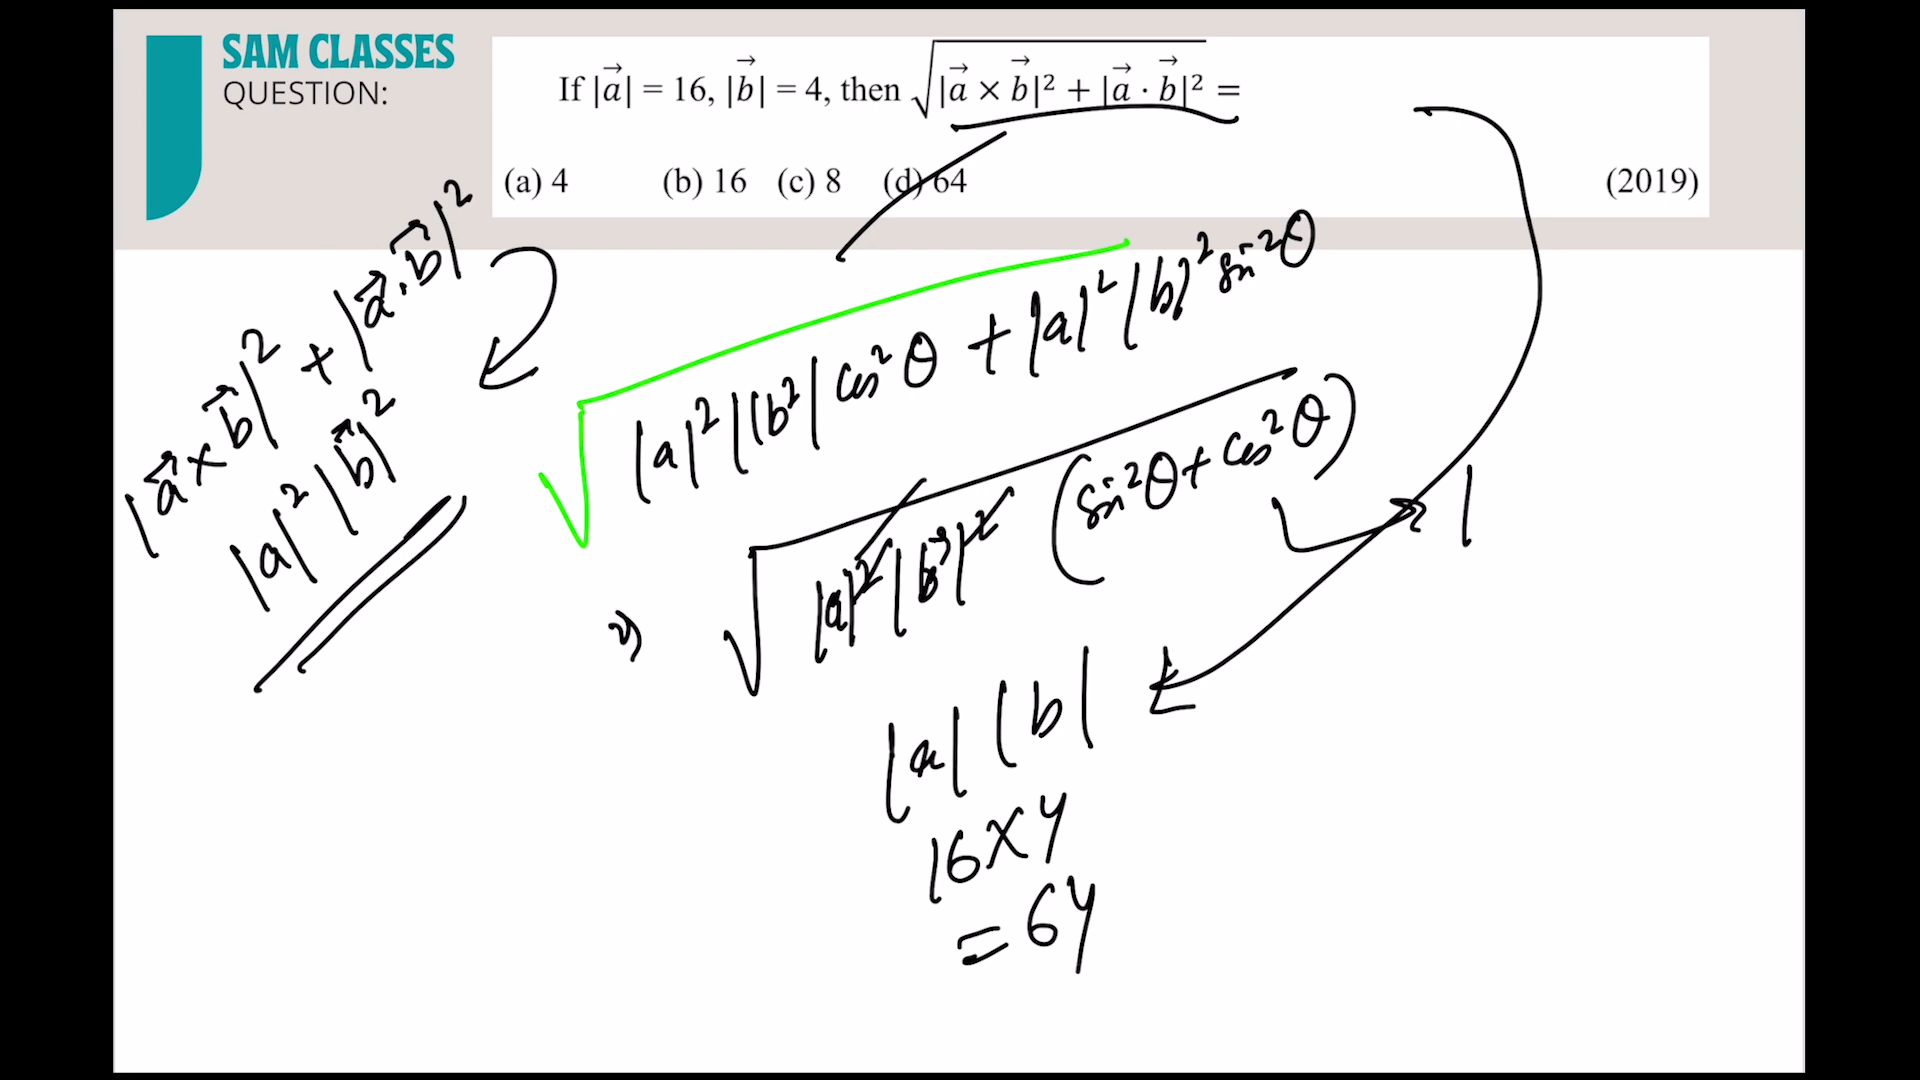 SAM CLASSES
QUESTION:
If |a⃗| = 16, |b⃗| = 4, then √(|a⃗ × b⃗|² + |a⃗ · b⃗|²) =
(a) 4 (b) 16 (c) 8 (d) 64 (2019)
|a⃗×b⃗|² + |a⃗.b⃗|²
|a|² |b⃗|²
√(|a|² |b²| cos²θ + |a|² |b|² sin²θ)
⇒ √(|a|² |b⃗|² (sin²θ + cos²θ)) → 1
|a| |b|
16×4
= 64